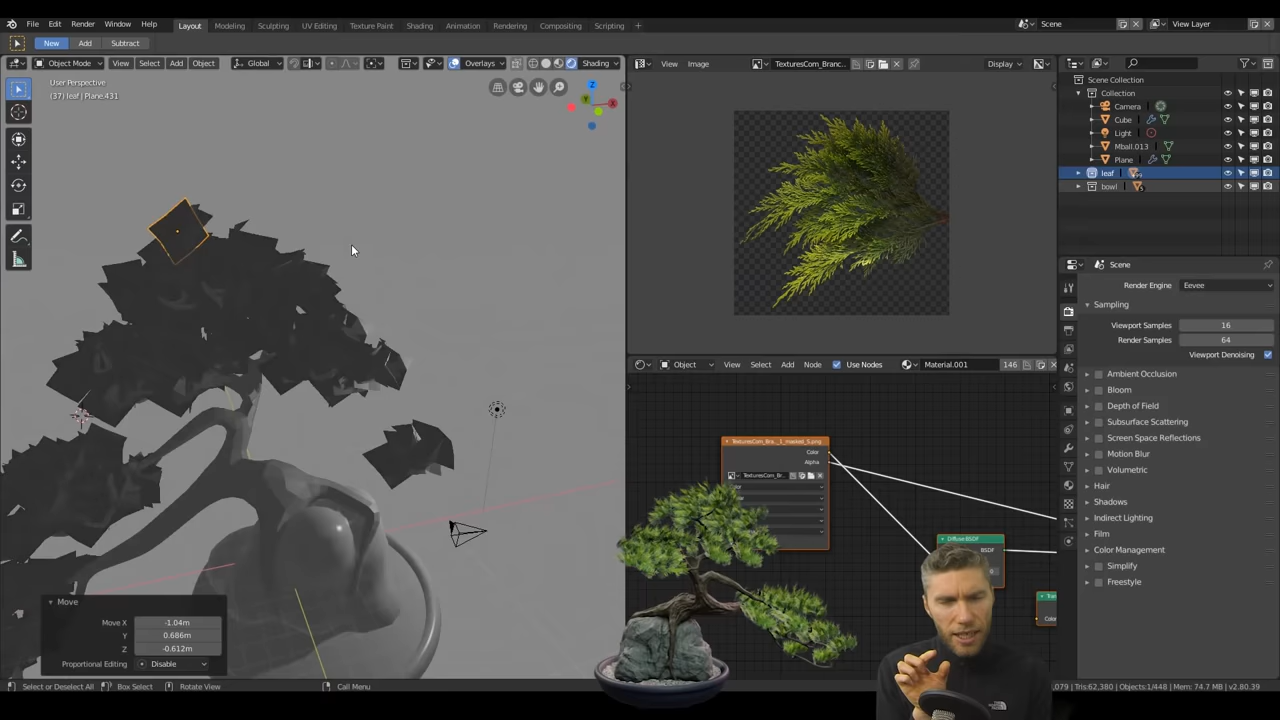 File Edit Render Window Help Layout Modeling Sculpting UV Editing Texture Paint Shading Animation Rendering Compositing Scripting Scene View Layer
New Add Subtract
Object Mode View Select Add Object Global Overlays Shading
User Perspective
(37) leaf | Plane.431
View Image TexturesCom_Branc... Display
Scene Collection
Collection
Camera
Cube
Light
Mball.013
Plane
leaf
bowl
Scene
Render Engine Eevee
Sampling
Viewport Samples 16
Render Samples 64
Viewport Denoising
Ambient Occlusion
Bloom
Depth of Field
Subsurface Scattering
Screen Space Reflections
Motion Blur
Volumetric
Hair
Shadows
Indirect Lighting
Film
Color Management
Simplify
Freestyle
Object View Select Add Node Use Nodes Material.001 146
TexturesCom_Bra..._1_masked_S.png
Color
Alpha
TexturesCom_Br...
Diffuse BSDF
BSDF
Move
Move X -1.04m
Y 0.686m
Z -0.612m
Proportional Editing Disable
Select or Deselect All Box Select Rotate View Call Menu
,079 | Tris:62,380 | Objects:1/448 | Mem: 74.7 MB | v2.80.39